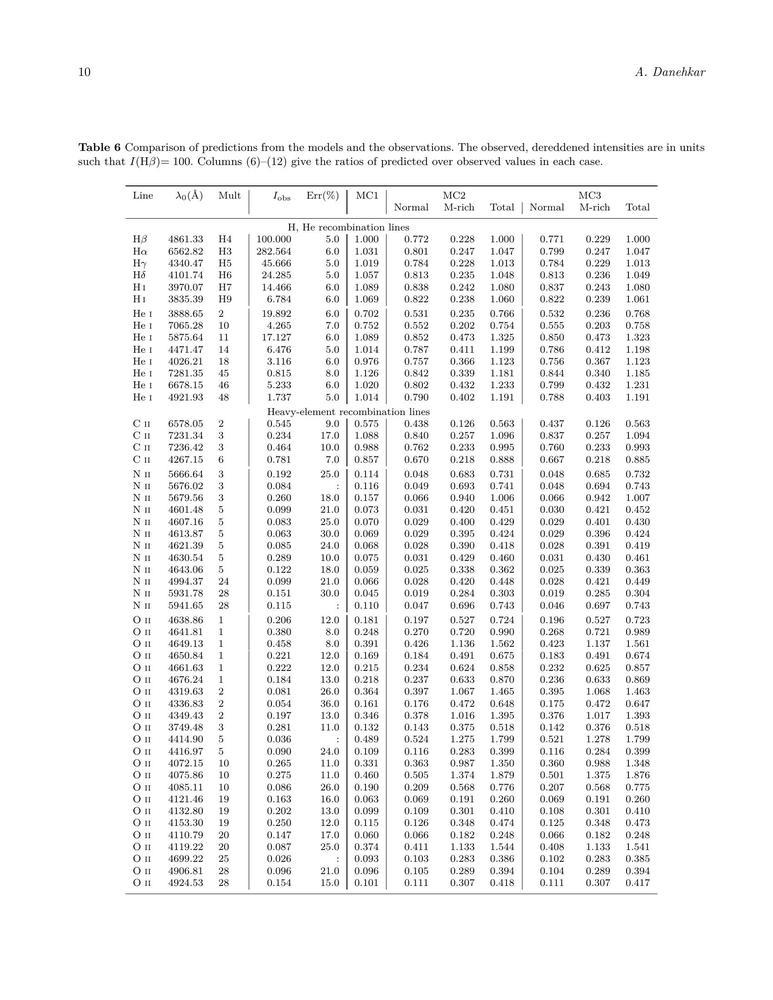 10 A. Danehkar
Table 6 Comparison of predictions from the models and the observations. The observed, dereddened intensities are in units
such that I(Hβ)= 100. Columns (6)–(12) give the ratios of predicted over observed values in each case.
Line λ0(Å) Mult Iobs Err(%) MC1 MC2 MC3
Normal M-rich Total Normal M-rich Total
H, He recombination lines
Hβ 4861.33 H4 100.000 5.0 1.000 0.772 0.228 1.000 0.771 0.229 1.000
Hα 6562.82 H3 282.564 6.0 1.031 0.801 0.247 1.047 0.799 0.247 1.047
Hγ 4340.47 H5 45.666 5.0 1.019 0.784 0.228 1.013 0.784 0.229 1.013
Hδ 4101.74 H6 24.285 5.0 1.057 0.813 0.235 1.048 0.813 0.236 1.049
H I 3970.07 H7 14.466 6.0 1.089 0.838 0.242 1.080 0.837 0.243 1.080
H I 3835.39 H9 6.784 6.0 1.069 0.822 0.238 1.060 0.822 0.239 1.061
He I 3888.65 2 19.892 6.0 0.702 0.531 0.235 0.766 0.532 0.236 0.768
He I 7065.28 10 4.265 7.0 0.752 0.552 0.202 0.754 0.555 0.203 0.758
He I 5875.64 11 17.127 6.0 1.089 0.852 0.473 1.325 0.850 0.473 1.323
He I 4471.47 14 6.476 5.0 1.014 0.787 0.411 1.199 0.786 0.412 1.198
He I 4026.21 18 3.116 6.0 0.976 0.757 0.366 1.123 0.756 0.367 1.123
He I 7281.35 45 0.815 8.0 1.126 0.842 0.339 1.181 0.844 0.340 1.185
He I 6678.15 46 5.233 6.0 1.020 0.802 0.432 1.233 0.799 0.432 1.231
He I 4921.93 48 1.737 5.0 1.014 0.790 0.402 1.191 0.788 0.403 1.191
Heavy-element recombination lines
C II 6578.05 2 0.545 9.0 0.575 0.438 0.126 0.563 0.437 0.126 0.563
C II 7231.34 3 0.234 17.0 1.088 0.840 0.257 1.096 0.837 0.257 1.094
C II 7236.42 3 0.464 10.0 0.988 0.762 0.233 0.995 0.760 0.233 0.993
C II 4267.15 6 0.781 7.0 0.857 0.670 0.218 0.888 0.667 0.218 0.885
N II 5666.64 3 0.192 25.0 0.114 0.048 0.683 0.731 0.048 0.685 0.732
N II 5676.02 3 0.084 : 0.116 0.049 0.693 0.741 0.048 0.694 0.743
N II 5679.56 3 0.260 18.0 0.157 0.066 0.940 1.006 0.066 0.942 1.007
N II 4601.48 5 0.099 21.0 0.073 0.031 0.420 0.451 0.030 0.421 0.452
N II 4607.16 5 0.083 25.0 0.070 0.029 0.400 0.429 0.029 0.401 0.430
N II 4613.87 5 0.063 30.0 0.069 0.029 0.395 0.424 0.029 0.396 0.424
N II 4621.39 5 0.085 24.0 0.068 0.028 0.390 0.418 0.028 0.391 0.419
N II 4630.54 5 0.289 10.0 0.075 0.031 0.429 0.460 0.031 0.430 0.461
N II 4643.06 5 0.122 18.0 0.059 0.025 0.338 0.362 0.025 0.339 0.363
N II 4994.37 24 0.099 21.0 0.066 0.028 0.420 0.448 0.028 0.421 0.449
N II 5931.78 28 0.151 30.0 0.045 0.019 0.284 0.303 0.019 0.285 0.304
N II 5941.65 28 0.115 : 0.110 0.047 0.696 0.743 0.046 0.697 0.743
O II 4638.86 1 0.206 12.0 0.181 0.197 0.527 0.724 0.196 0.527 0.723
O II 4641.81 1 0.380 8.0 0.248 0.270 0.720 0.990 0.268 0.721 0.989
O II 4649.13 1 0.458 8.0 0.391 0.426 1.136 1.562 0.423 1.137 1.561
O II 4650.84 1 0.221 12.0 0.169 0.184 0.491 0.675 0.183 0.491 0.674
O II 4661.63 1 0.222 12.0 0.215 0.234 0.624 0.858 0.232 0.625 0.857
O II 4676.24 1 0.184 13.0 0.218 0.237 0.633 0.870 0.236 0.633 0.869
O II 4319.63 2 0.081 26.0 0.364 0.397 1.067 1.465 0.395 1.068 1.463
O II 4336.83 2 0.054 36.0 0.161 0.176 0.472 0.648 0.175 0.472 0.647
O II 4349.43 2 0.197 13.0 0.346 0.378 1.016 1.395 0.376 1.017 1.393
O II 3749.48 3 0.281 11.0 0.132 0.143 0.375 0.518 0.142 0.376 0.518
O II 4414.90 5 0.036 : 0.489 0.524 1.275 1.799 0.521 1.278 1.799
O II 4416.97 5 0.090 24.0 0.109 0.116 0.283 0.399 0.116 0.284 0.399
O II 4072.15 10 0.265 11.0 0.331 0.363 0.987 1.350 0.360 0.988 1.348
O II 4075.86 10 0.275 11.0 0.460 0.505 1.374 1.879 0.501 1.375 1.876
O II 4085.11 10 0.086 26.0 0.190 0.209 0.568 0.776 0.207 0.568 0.775
O II 4121.46 19 0.163 16.0 0.063 0.069 0.191 0.260 0.069 0.191 0.260
O II 4132.80 19 0.202 13.0 0.099 0.109 0.301 0.410 0.108 0.301 0.410
O II 4153.30 19 0.250 12.0 0.115 0.126 0.348 0.474 0.125 0.348 0.473
O II 4110.79 20 0.147 17.0 0.060 0.066 0.182 0.248 0.066 0.182 0.248
O II 4119.22 20 0.087 25.0 0.374 0.411 1.133 1.544 0.408 1.133 1.541
O II 4699.22 25 0.026 : 0.093 0.103 0.283 0.386 0.102 0.283 0.385
O II 4906.81 28 0.096 21.0 0.096 0.105 0.289 0.394 0.104 0.289 0.394
O II 4924.53 28 0.154 15.0 0.101 0.111 0.307 0.418 0.111 0.307 0.417